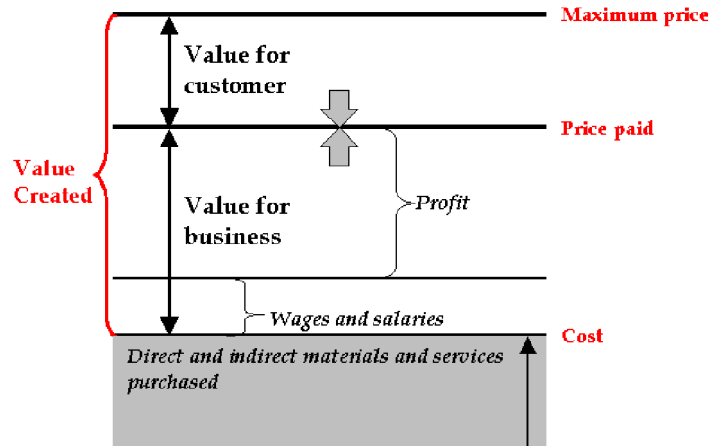 Maximum price
Value for
customer
Price paid
Value
Created
Value for
business
Profit
Wages and salaries
Cost
Direct and indirect materials and services
purchased